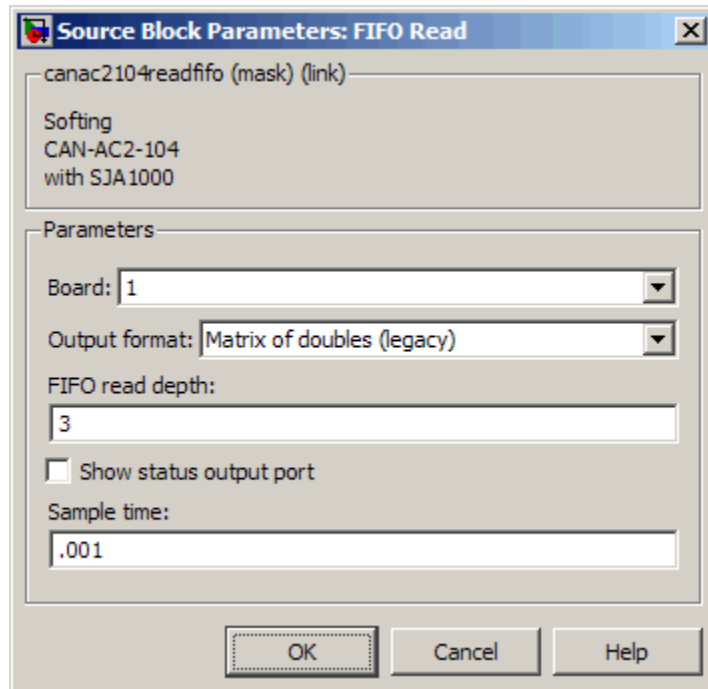 Source Block Parameters: FIFO Read
canac2104readfifo (mask) (link)
Softing
CAN-AC2-104
with SJA1000
Parameters
Board: 1
Output format: Matrix of doubles (legacy)
FIFO read depth:
3
Show status output port
Sample time:
.001
OK Cancel Help